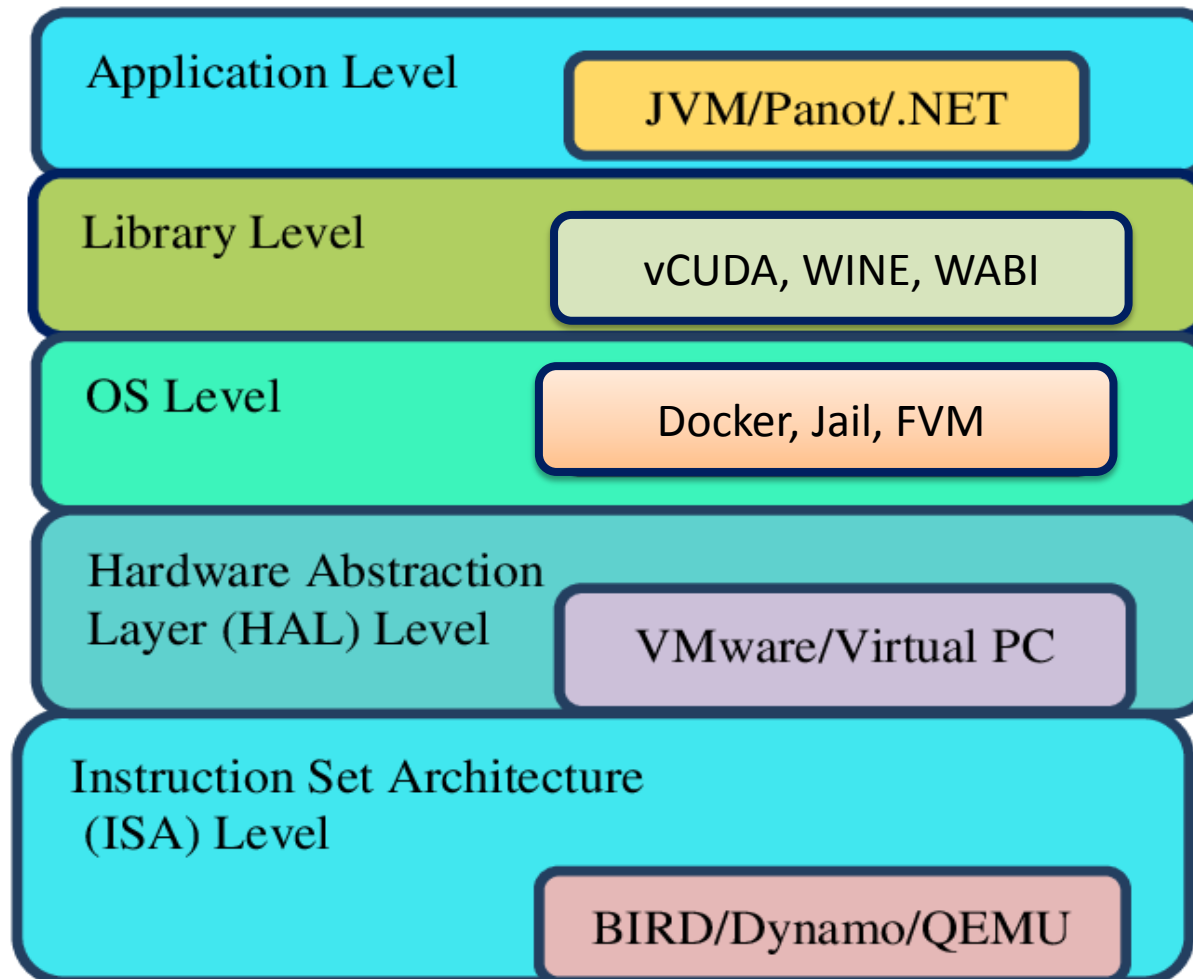 Application Level
JVM/Panot/.NET
Library Level
vCUDA, WINE, WABI
OS Level
Docker, Jail, FVM
Hardware Abstraction
Layer (HAL) Level
VMware/Virtual PC
Instruction Set Architecture
(ISA) Level
BIRD/Dynamo/QEMU